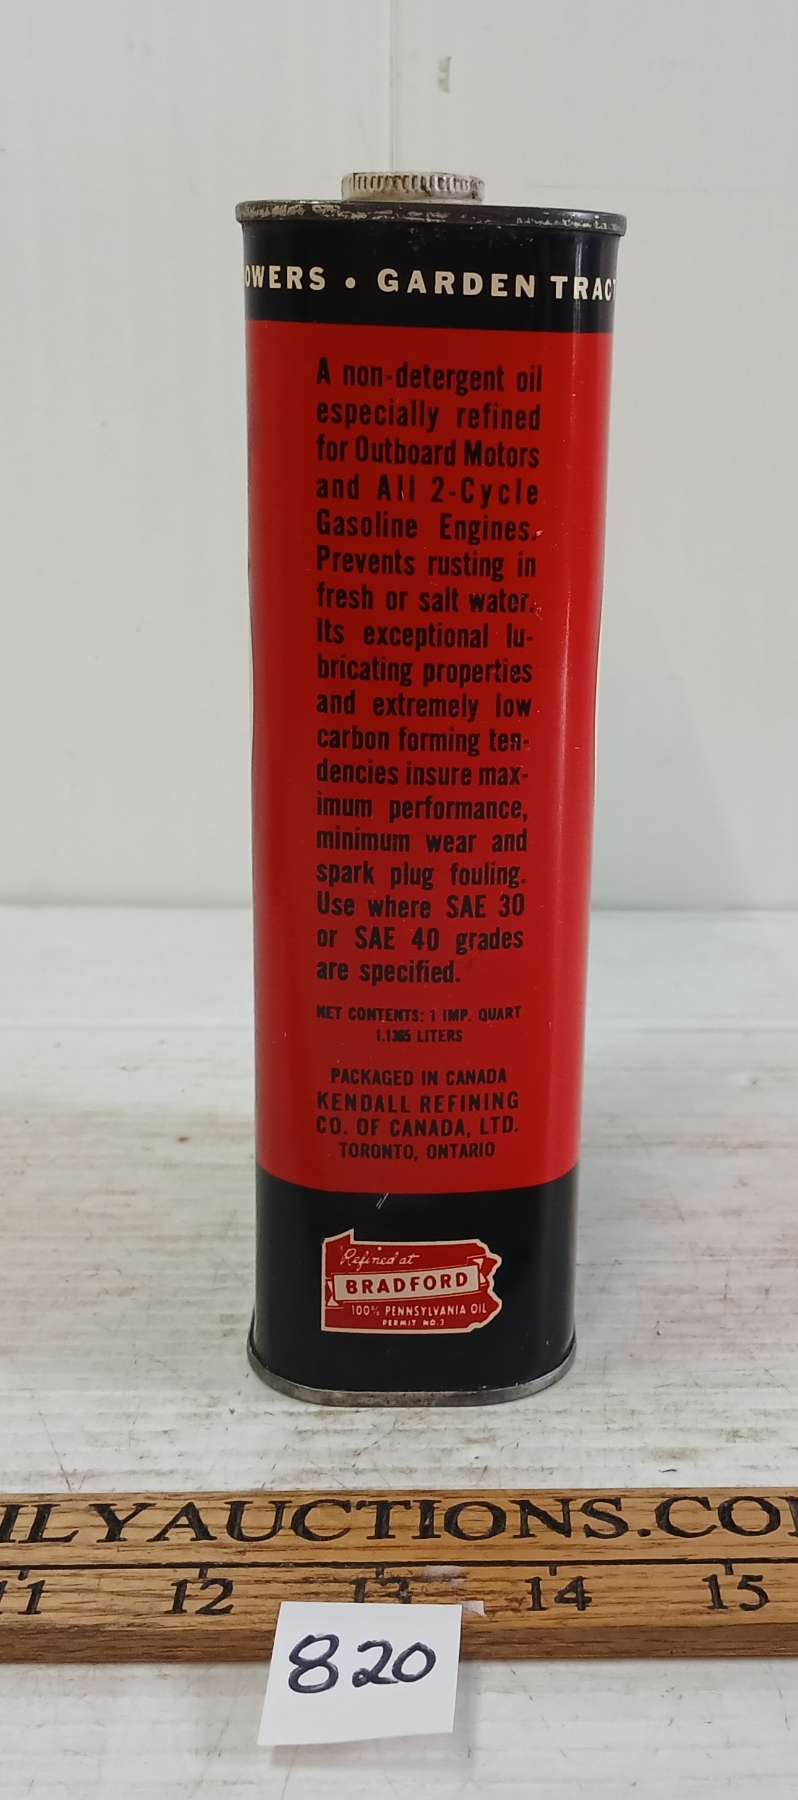 OWERS • GARDEN TRACT
A non-detergent oil
especially refined
for Outboard Motors
and All 2-Cycle
Gasoline Engines.
Prevents rusting in
fresh or salt water.
Its exceptional lu-
bricating properties
and extremely low
carbon forming ten-
dencies insure max-
imum performance,
minimum wear and
spark plug fouling.
Use where SAE 30
or SAE 40 grades
are specified.
NET CONTENTS: 1 IMP. QUART
1.1365 LITERS
PACKAGED IN CANADA
KENDALL REFINING
CO. OF CANADA, LTD.
TORONTO, ONTARIO
Refined at
BRADFORD
100% PENNSYLVANIA OIL
PERMIT NO. 3
ILYAUCTIONS.CO
11 12 13 14 15
820